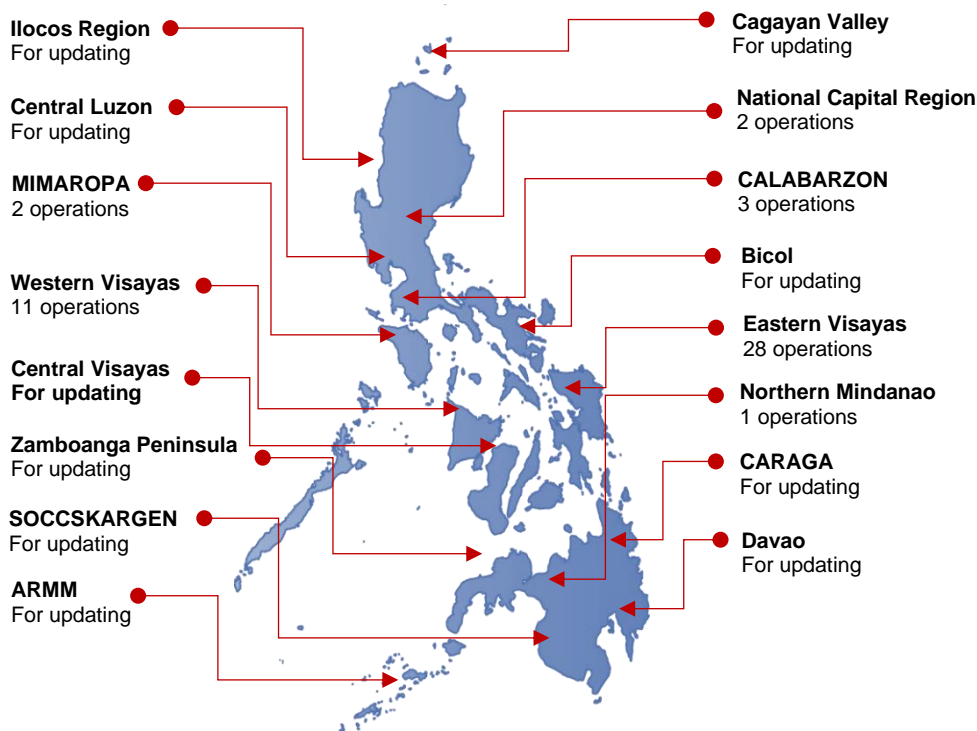 Ilocos Region
For updating
Central Luzon
For updating
MIMAROPA
2 operations
Western Visayas
11 operations
Central Visayas
For updating
Zamboanga Peninsula
For updating
SOCCSKARGEN
For updating
ARMM
For updating
Cagayan Valley
For updating
National Capital Region
2 operations
CALABARZON
3 operations
Bicol
For updating
Eastern Visayas
28 operations
Northern Mindanao
1 operations
CARAGA
For updating
Davao
For updating